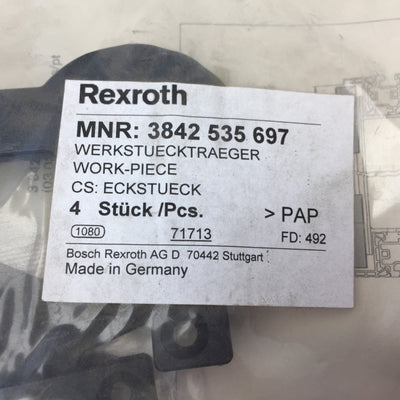 Rexroth
MNR: 3842 535 697
WERKSTUECKTRAEGER
WORK-PIECE
CS: ECKSTUECK
4 Stück /Pcs. > PAP
1080 71713 FD: 492
Bosch Rexroth AG D 70442 Stuttgart
Made in Germany